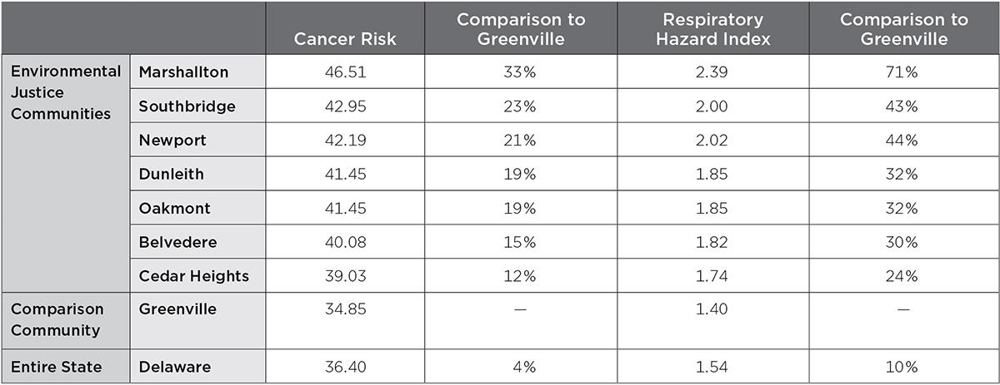 Cancer Risk Comparison to Greenville Respiratory Hazard Index Comparison to Greenville
Environmental Justice Communities Marshallton 46.51 33% 2.39 71%
Southbridge 42.95 23% 2.00 43%
Newport 42.19 21% 2.02 44%
Dunleith 41.45 19% 1.85 32%
Oakmont 41.45 19% 1.85 32%
Belvedere 40.08 15% 1.82 30%
Cedar Heights 39.03 12% 1.74 24%
Comparison Community Greenville 34.85 — 1.40 —
Entire State Delaware 36.40 4% 1.54 10%